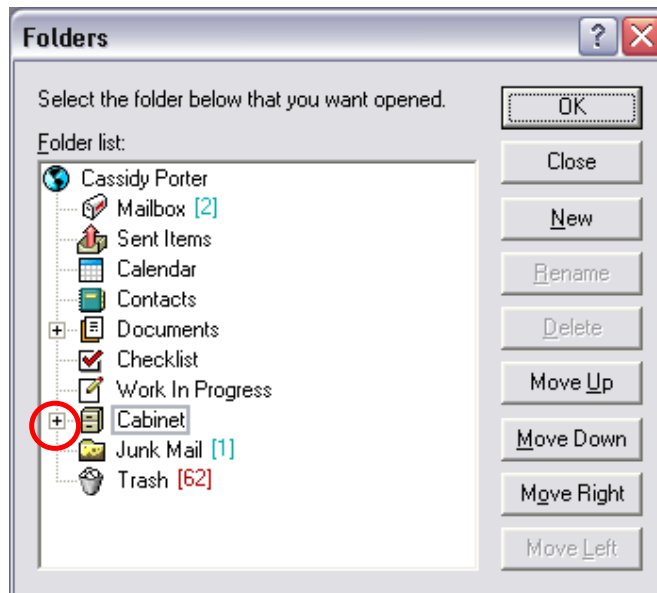 Folders
Select the folder below that you want opened.
Folder list:
Cassidy Porter
Mailbox [2]
Sent Items
Calendar
Contacts
Documents
Checklist
Work In Progress
Cabinet
Junk Mail [1]
Trash [62]
OK
Close
New
Rename
Delete
Move Up
Move Down
Move Right
Move Left